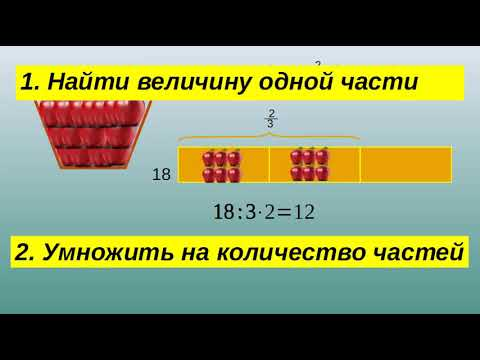 1. Найти величину одной части
2
3
18
18:3·2=12
2. Умножить на количество частей